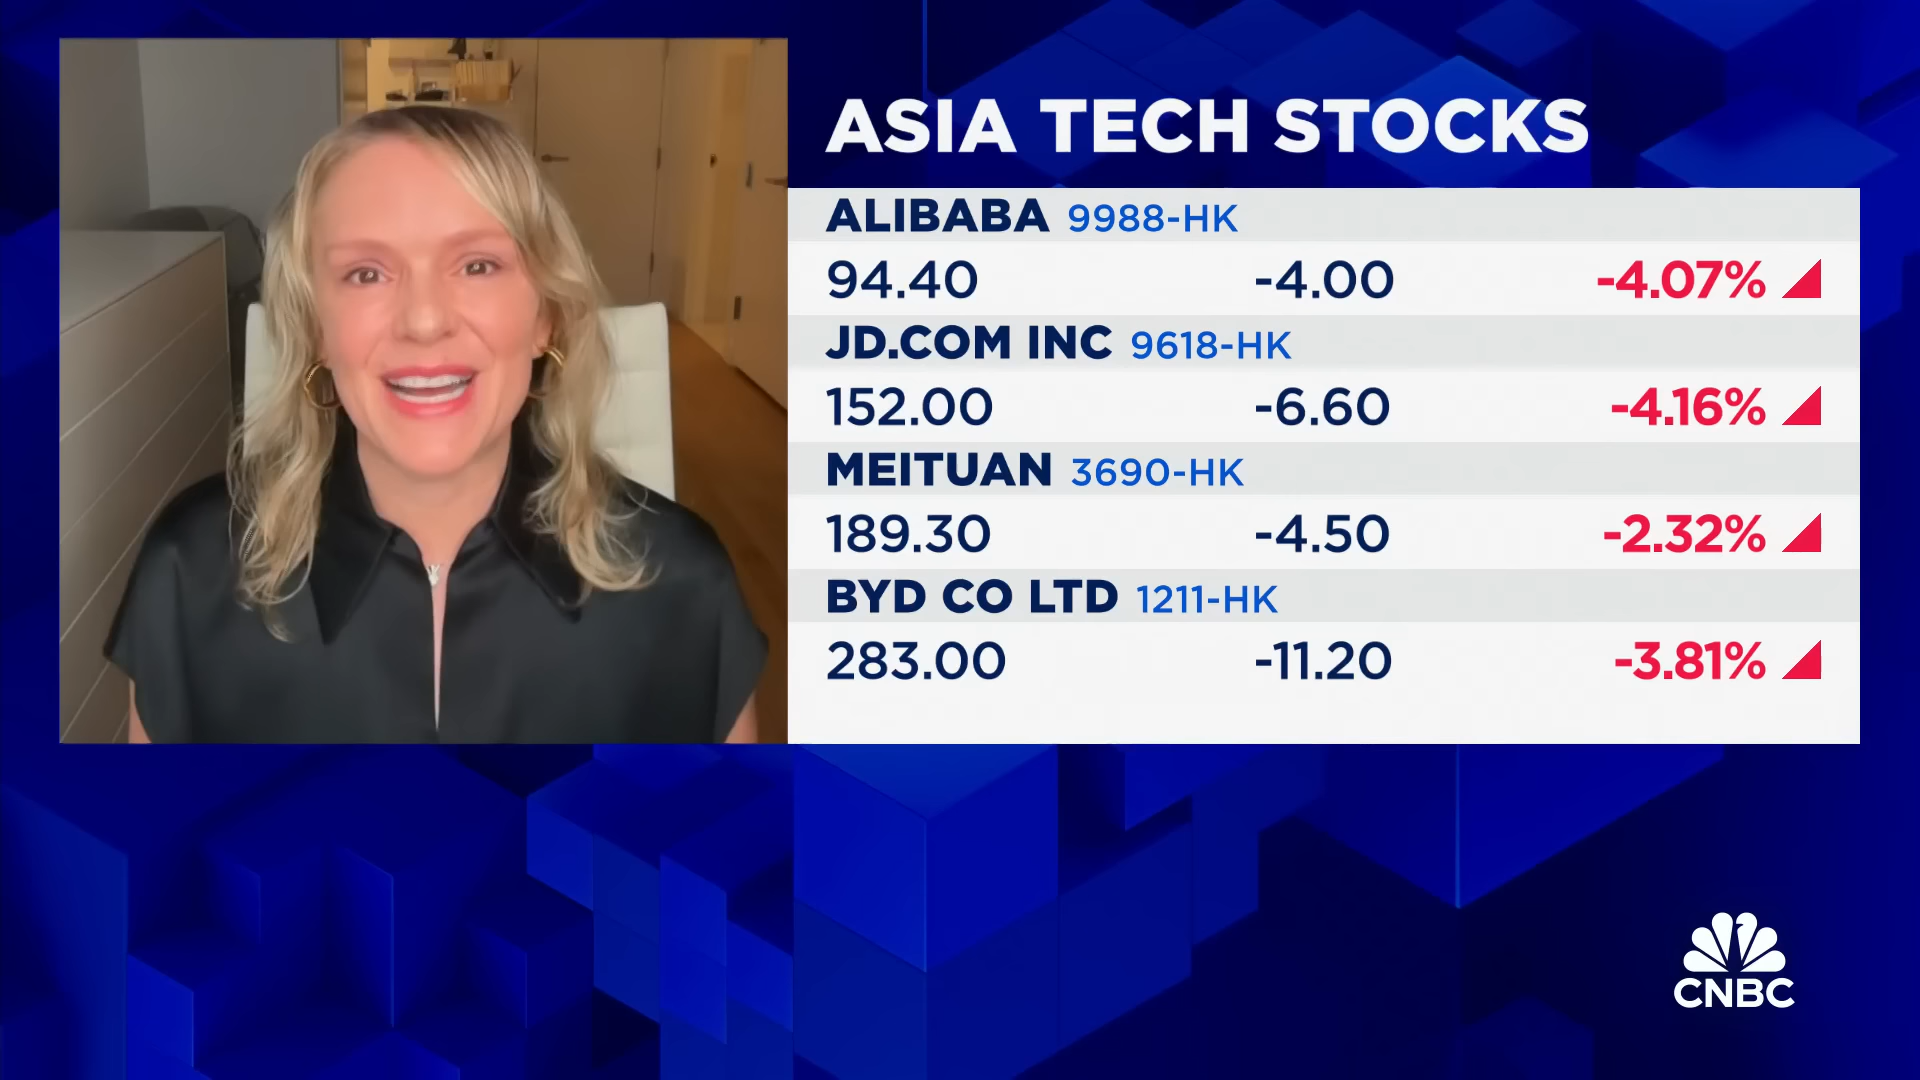 ASIA TECH STOCKS
ALIBABA 9988-HK
94.40 -4.00 -4.07%
JD.COM INC 9618-HK
152.00 -6.60 -4.16%
MEITUAN 3690-HK
189.30 -4.50 -2.32%
BYD CO LTD 1211-HK
283.00 -11.20 -3.81%
CNBC